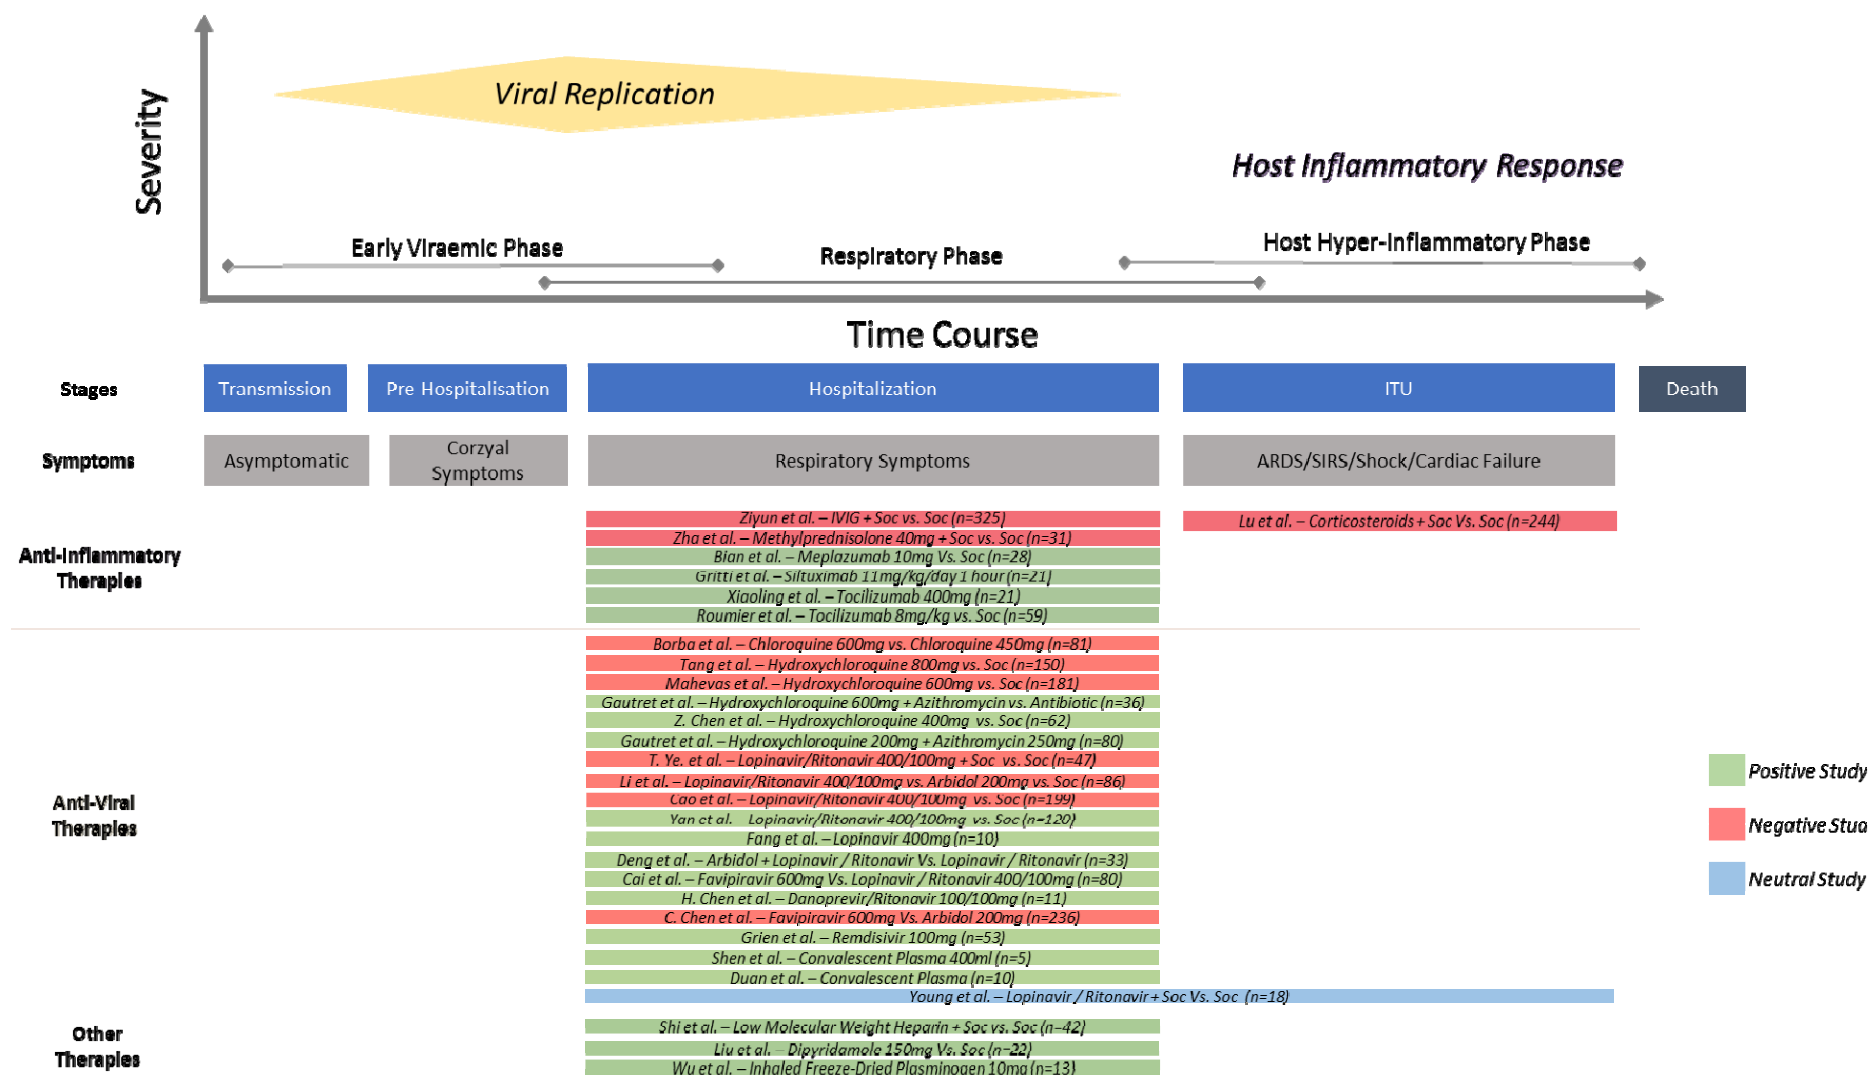 Severity
Viral Replication
Host Inflammatory Response
Early Viraemic Phase
Respiratory Phase
Host Hyper-Inflammatory Phase
Time Course
Stages
Transmission
Pre Hospitalisation
Hospitalization
ITU
Death
Symptoms
Asymptomatic
Corzyal
Symptoms
Respiratory Symptoms
ARDS/SIRS/Shock/Cardiac Failure
Anti-Inflammatory
Therapies
Ziyun et al. – IVIG + Soc vs. Soc (n=325)
Lu et al. – Corticosteroids + Soc Vs. Soc (n=244)
Zha et al. – Methylprednisolone 40mg + Soc vs. Soc (n=31)
Bian et al. – Meplazumab 10mg Vs. Soc (n=28)
Gritti et al. – Siltuximab 11mg/kg/day 1 hour (n=21)
Xiaoling et al. – Tocilizumab 400mg (n=21)
Roumier et al. – Tocilizumab 8mg/kg vs. Soc (n=59)
Anti-Viral
Therapies
Borba et al. – Chloroquine 600mg vs. Chloroquine 450mg (n=81)
Tang et al. – Hydroxychloroquine 800mg vs. Soc (n=150)
Mahevas et al. – Hydroxychloroquine 600mg vs. Soc (n=181)
Gautret et al. – Hydroxychloroquine 600mg + Azithromycin vs. Antibiotic (n=36)
Z. Chen et al. – Hydroxychloroquine 400mg vs. Soc (n=62)
Gautret et al. – Hydroxychloroquine 200mg + Azithromycin 250mg (n=80)
T. Ye. et al. – Lopinavir/Ritonavir 400/100mg + Soc vs. Soc (n=47)
Li et al. – Lopinavir/Ritonavir 400/100mg vs. Arbidol 200mg vs. Soc (n=86)
Cao et al. – Lopinavir/Ritonavir 400/100mg vs. Soc (n=199)
Yan et al. – Lopinavir/Ritonavir 400/100mg vs. Soc (n=120)
Fang et al. – Lopinavir 400mg (n=10)
Deng et al. – Arbidol + Lopinavir / Ritonavir Vs. Lopinavir / Ritonavir (n=33)
Cai et al. – Favipiravir 600mg Vs. Lopinavir / Ritonavir 400/100mg (n=80)
H. Chen et al. – Danoprevir/Ritonavir 100/100mg (n=11)
C. Chen et al. – Favipiravir 600mg Vs. Arbidol 200mg (n=236)
Grien et al. – Remdisivir 100mg (n=53)
Shen et al. – Convalescent Plasma 400ml (n=5)
Duan et al. – Convalescent Plasma (n=10)
Young et al. – Lopinavir / Ritonavir + Soc Vs. Soc (n=18)
Other
Therapies
Shi et al. – Low Molecular Weight Heparin + Soc vs. Soc (n=42)
Liu et al. – Dipyridamole 150mg Vs. Soc (n=22)
Wu et al. – Inhaled Freeze-Dried Plasminogen 10mg (n=13)
Positive Study
Negative Stud
Neutral Study